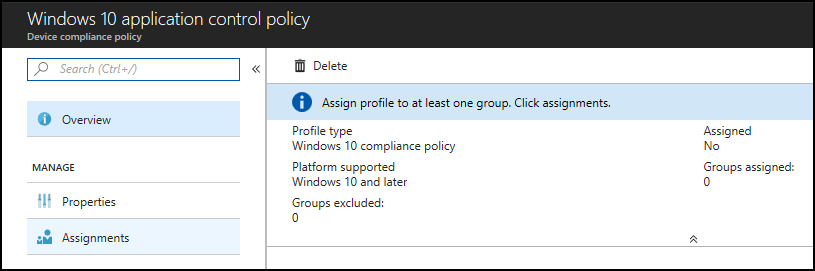 Windows 10 application control policy
Device compliance policy
Search (Ctrl+/)
«
Delete
Overview
Assign profile to at least one group. Click assignments.
Profile type
Windows 10 compliance policy
Assigned
No
MANAGE
Platform supported
Windows 10 and later
Groups assigned:
0
Properties
Groups excluded:
0
Assignments